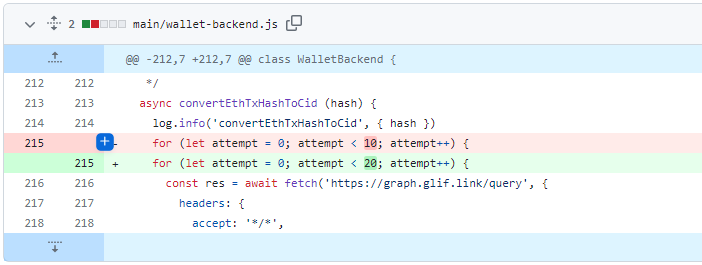 2 main/wallet-backend.js
@@ -212,7 +212,7 @@ class WalletBackend {
212 212 */
213 213 async convertEthTxHashToCid (hash) {
214 214 log.info('convertEthTxHashToCid', { hash })
215 - for (let attempt = 0; attempt < 10; attempt++) {
215 + for (let attempt = 0; attempt < 20; attempt++) {
216 216 const res = await fetch('https://graph.glif.link/query', {
217 217 headers: {
218 218 accept: '*/*',